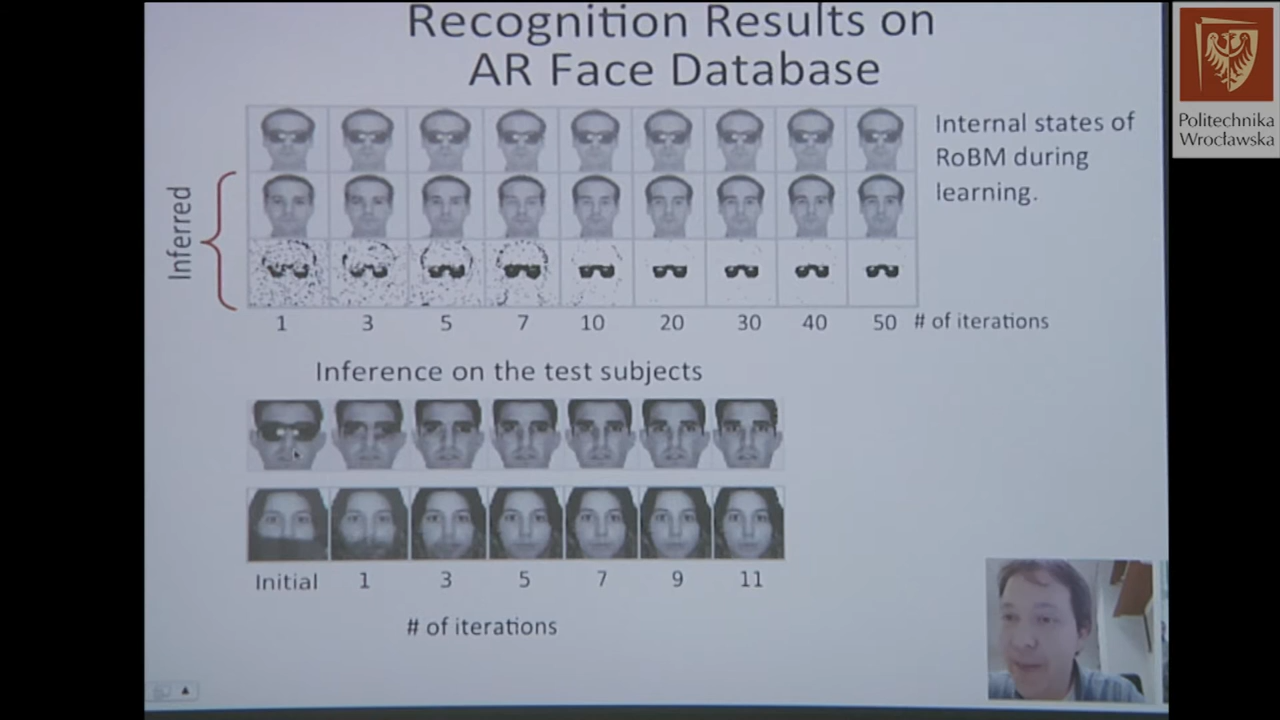 Recognition Results on
AR Face Database
Internal states of
RoBM during
learning.
Inferred
1 3 5 7 10 20 30 40 50 # of iterations
Inference on the test subjects
Initial 1 3 5 7 9 11
# of iterations
Politechnika
Wrocławska